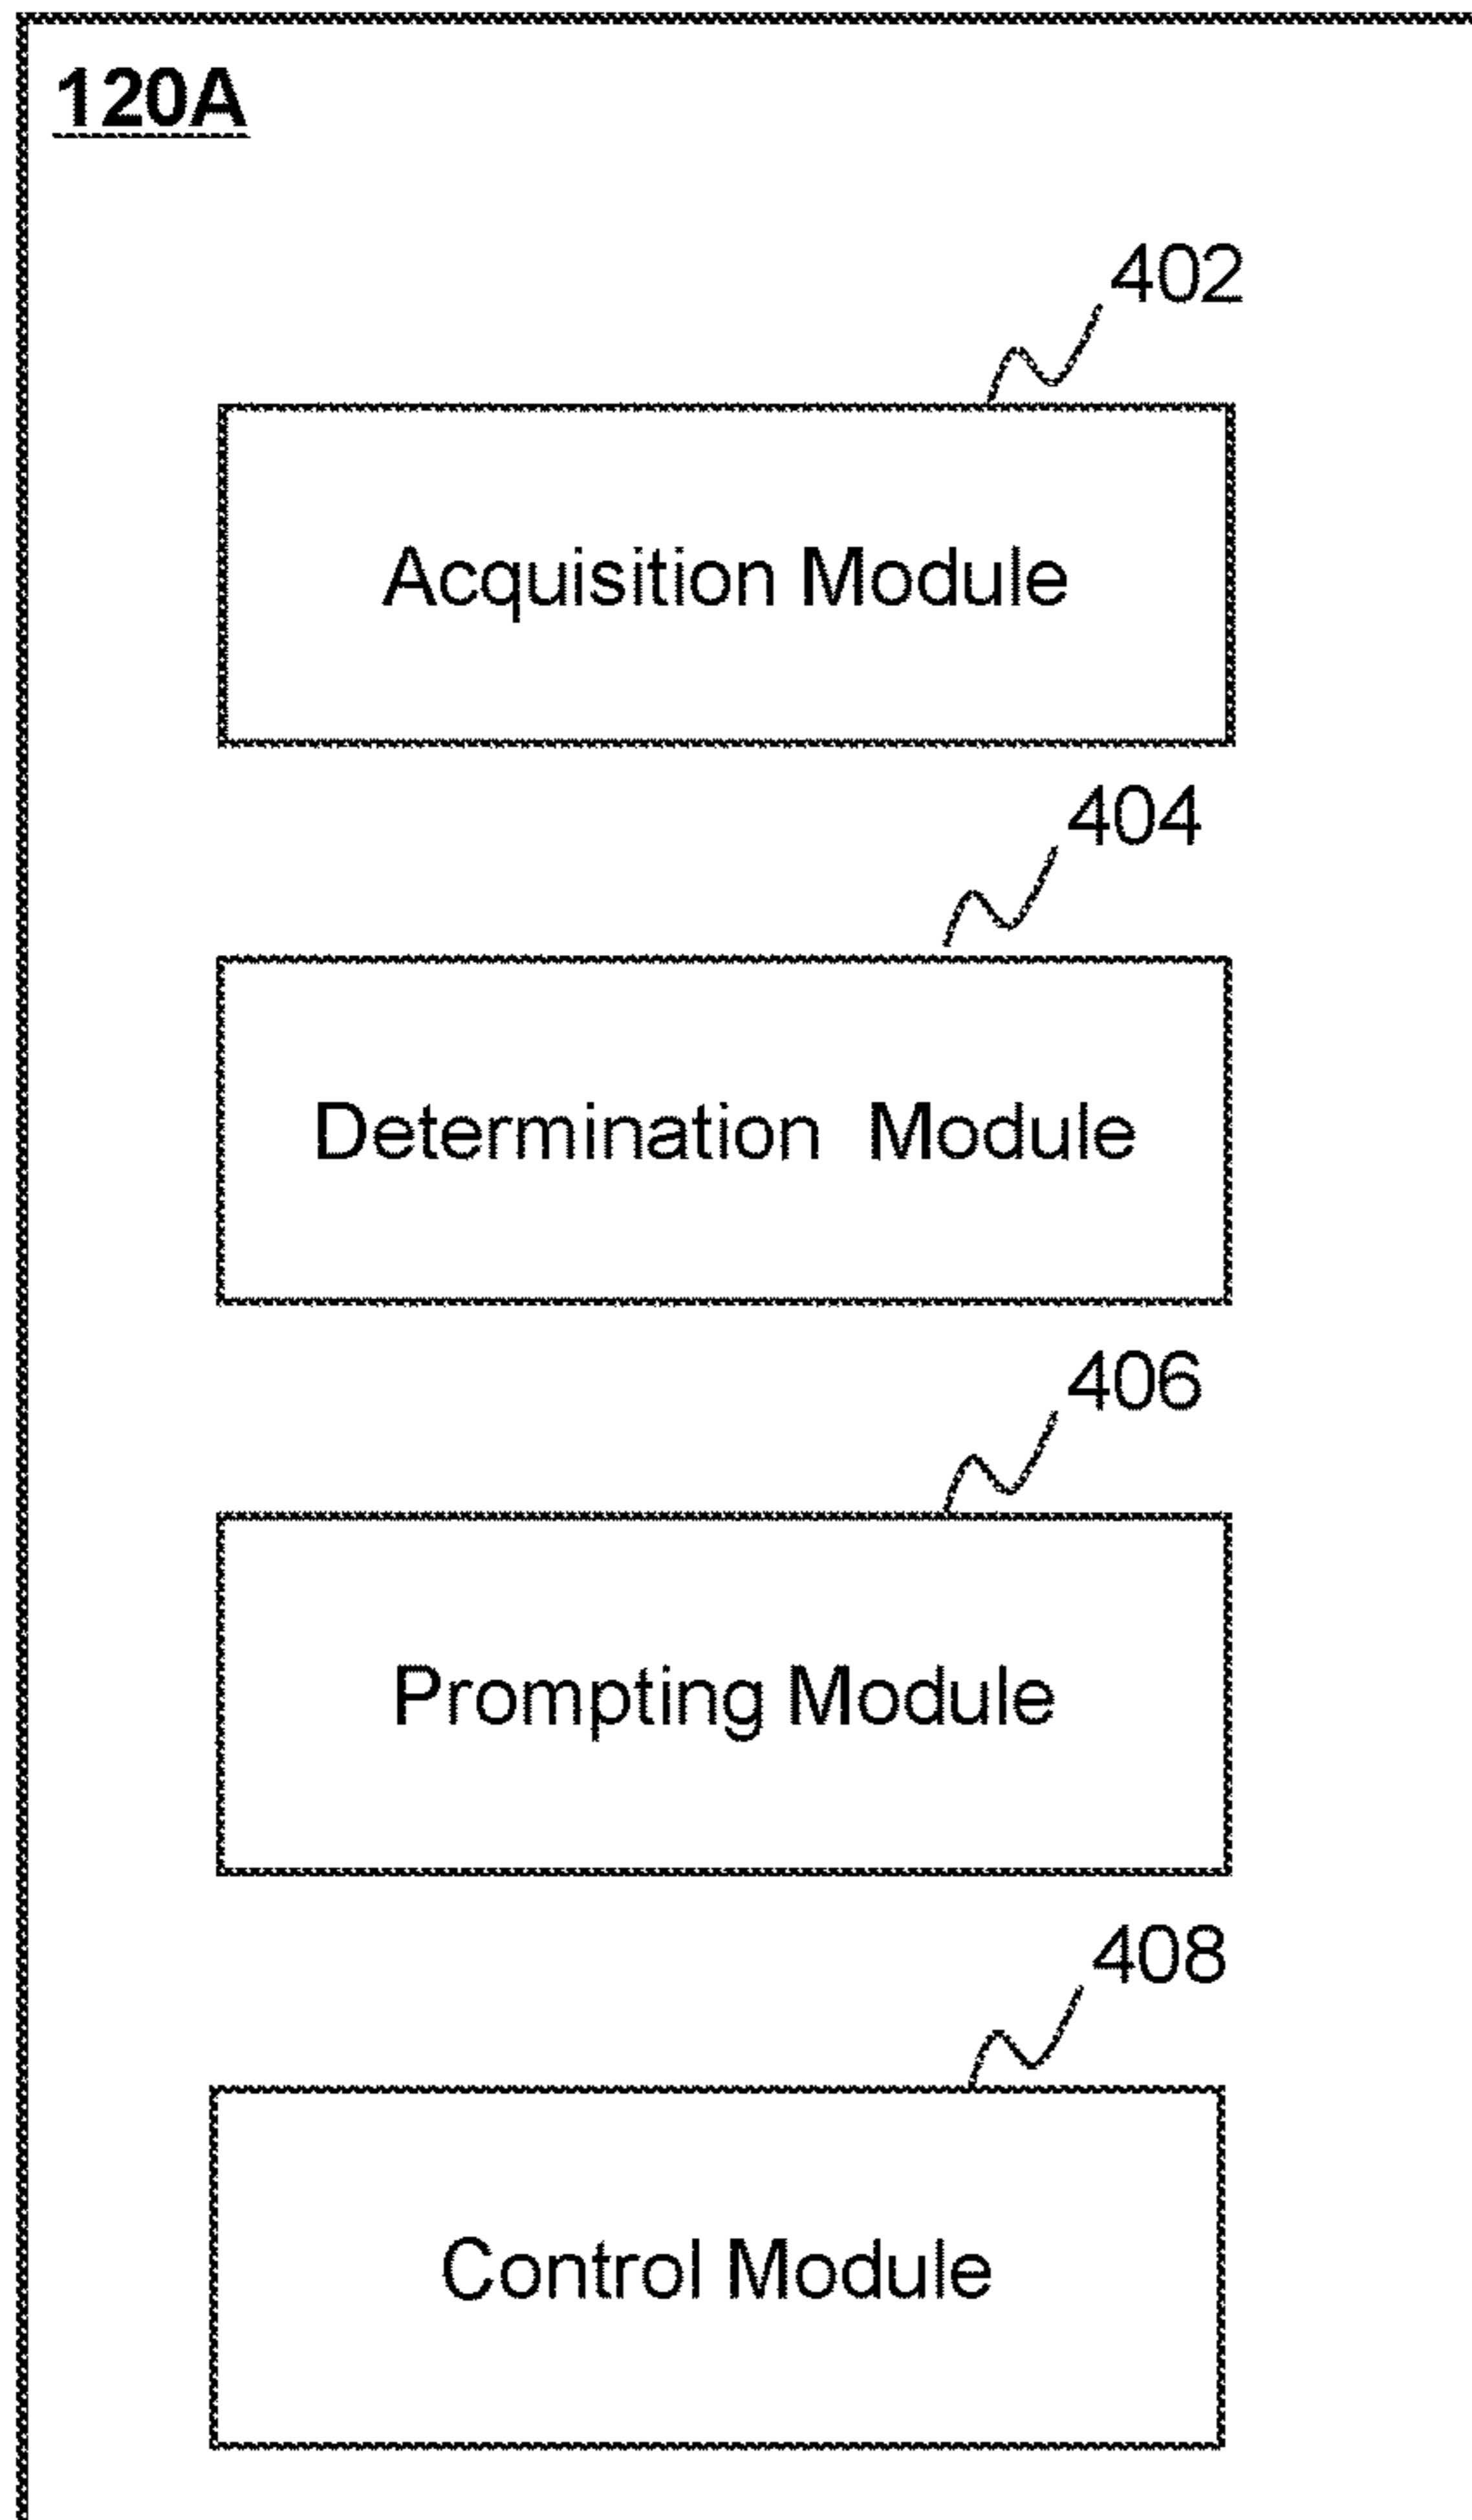 120A
402
Acquisition Module
404
Determination Module
406
Prompting Module
408
Control Module